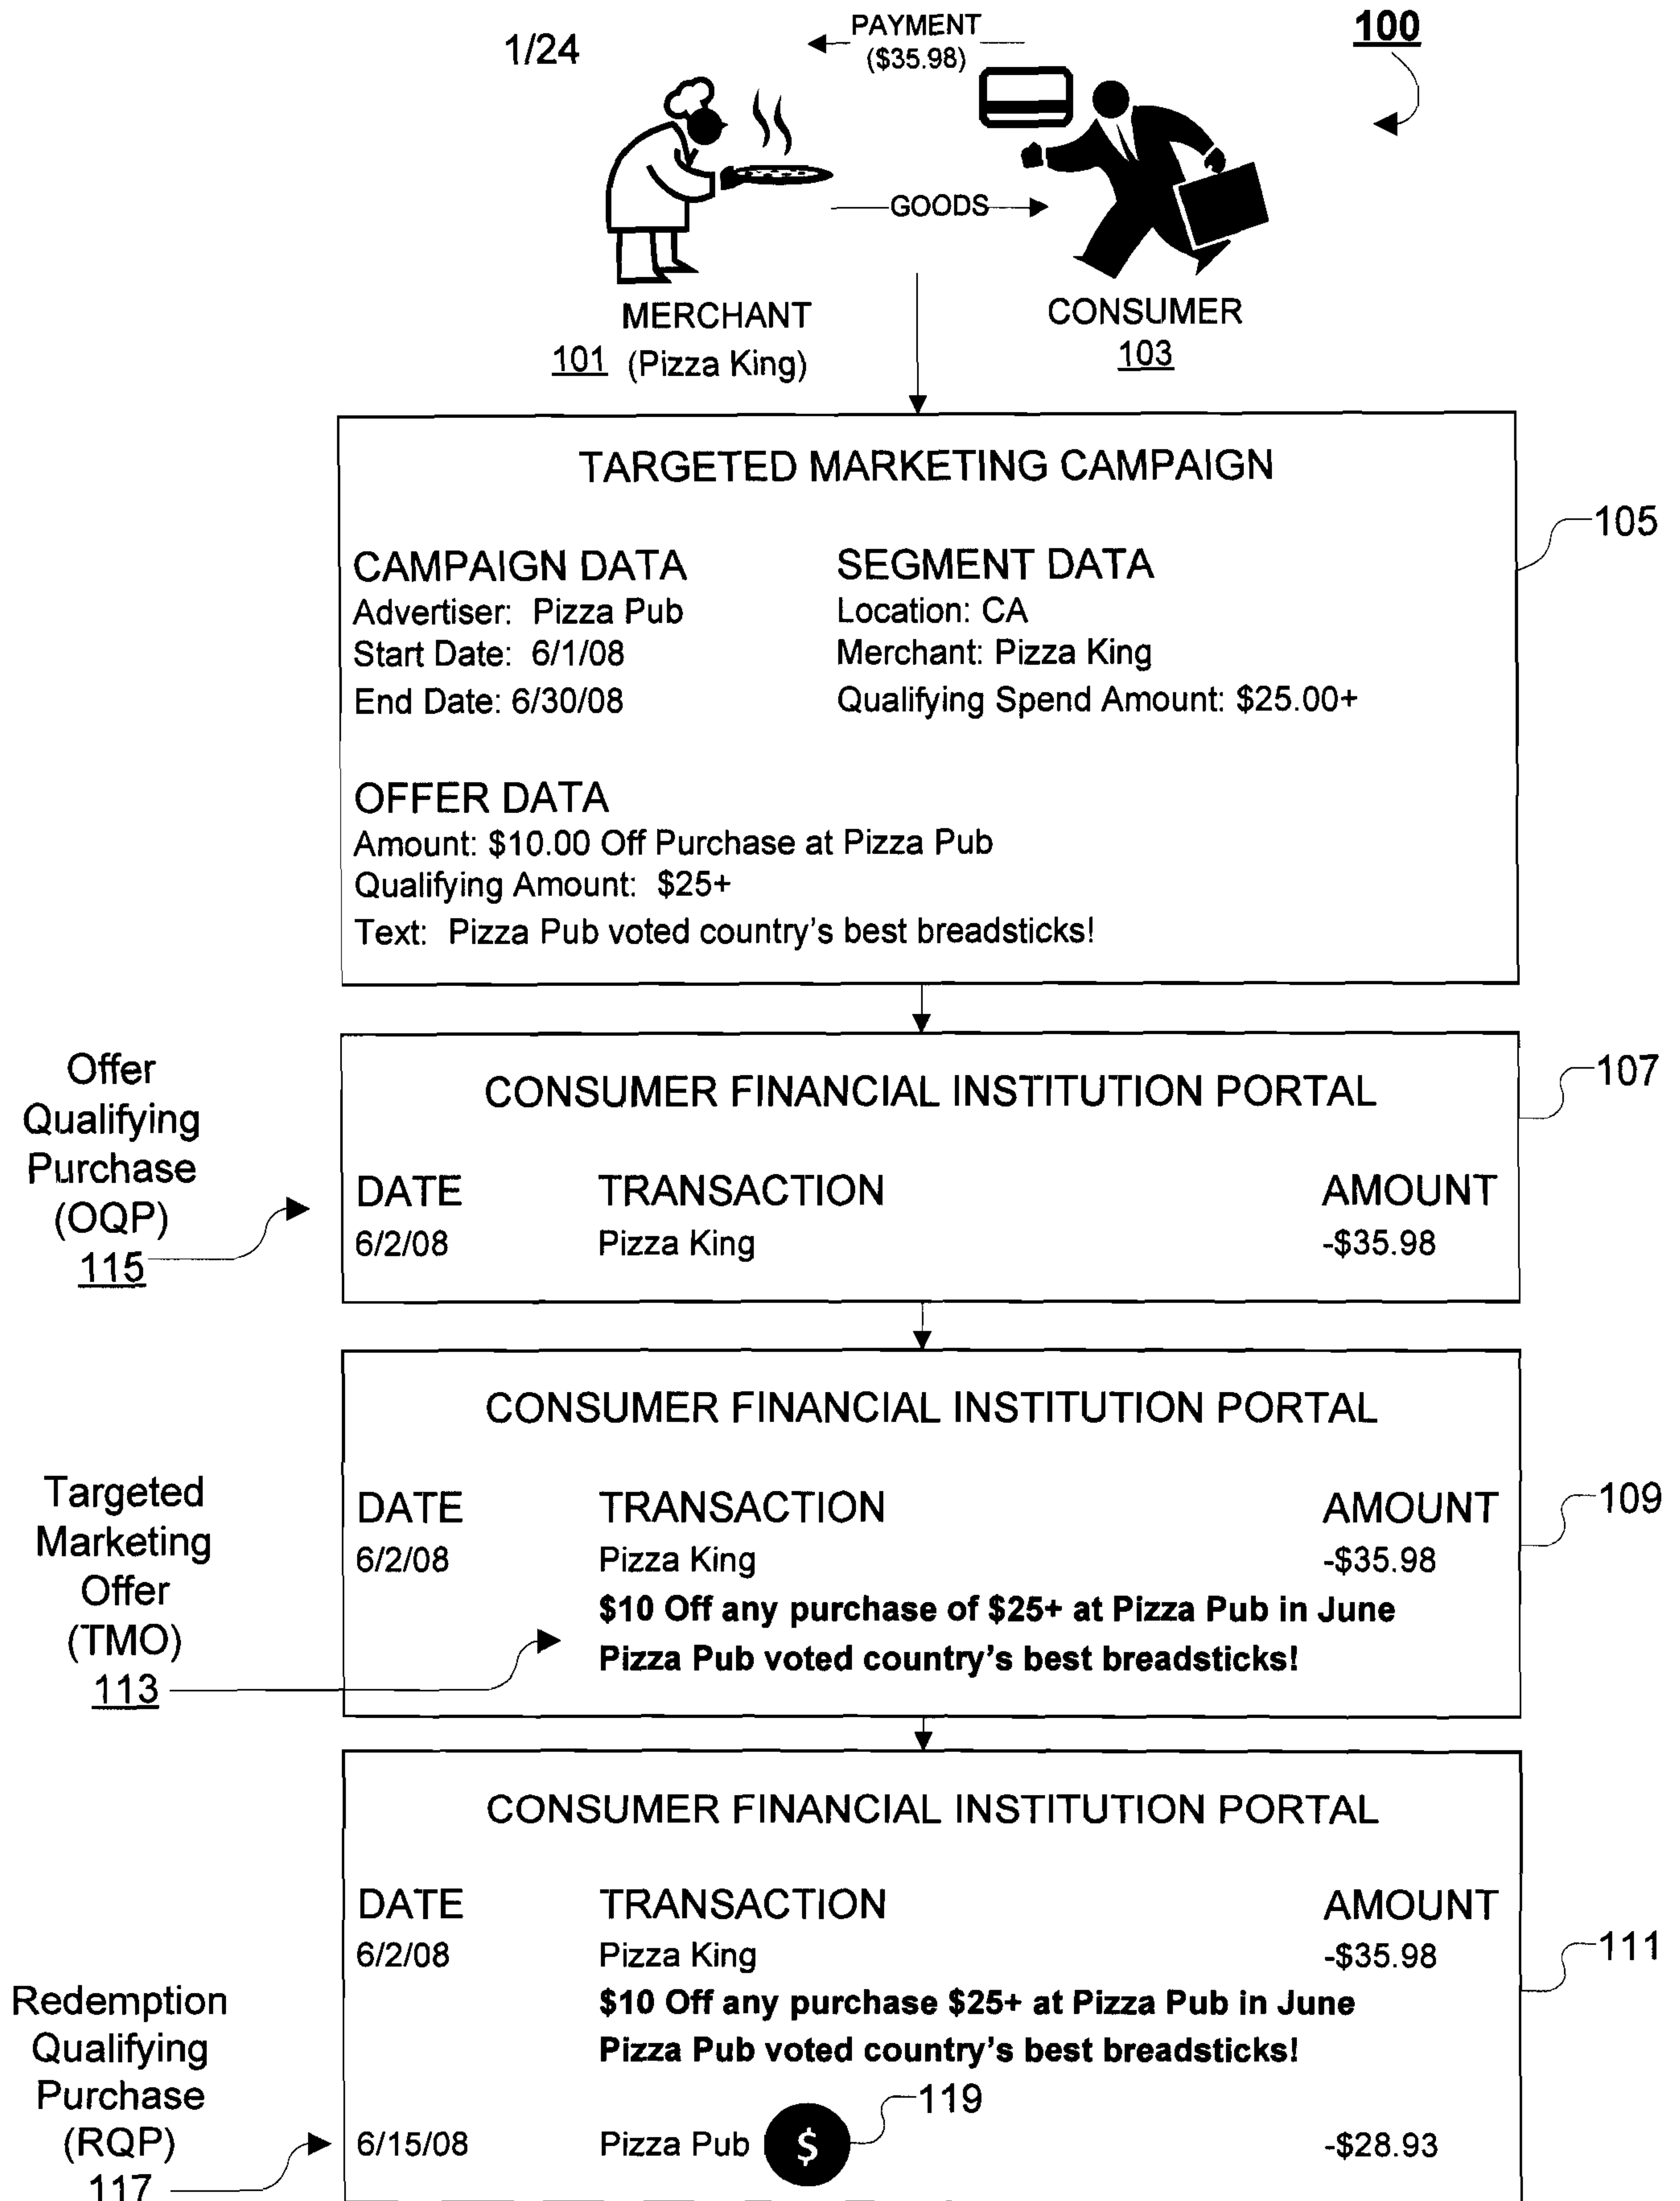 1/24
PAYMENT
($35.98)
100
GOODS
MERCHANT
101 (Pizza King)
CONSUMER
103
TARGETED MARKETING CAMPAIGN
105
CAMPAIGN DATA
Advertiser: Pizza Pub
Start Date: 6/1/08
End Date: 6/30/08
SEGMENT DATA
Location: CA
Merchant: Pizza King
Qualifying Spend Amount: $25.00+
OFFER DATA
Amount: $10.00 Off Purchase at Pizza Pub
Qualifying Amount: $25+
Text: Pizza Pub voted country's best breadsticks!
Offer
Qualifying
Purchase
(OQP)
115
CONSUMER FINANCIAL INSTITUTION PORTAL
107
DATE TRANSACTION AMOUNT
6/2/08 Pizza King -$35.98
Targeted
Marketing
Offer
(TMO)
113
CONSUMER FINANCIAL INSTITUTION PORTAL
109
DATE TRANSACTION AMOUNT
6/2/08 Pizza King -$35.98
$10 Off any purchase of $25+ at Pizza Pub in June
Pizza Pub voted country's best breadsticks!
Redemption
Qualifying
Purchase
(RQP)
117
CONSUMER FINANCIAL INSTITUTION PORTAL
111
DATE TRANSACTION AMOUNT
6/2/08 Pizza King -$35.98
$10 Off any purchase $25+ at Pizza Pub in June
Pizza Pub voted country's best breadsticks!
119
6/15/08 Pizza Pub $ -$28.93